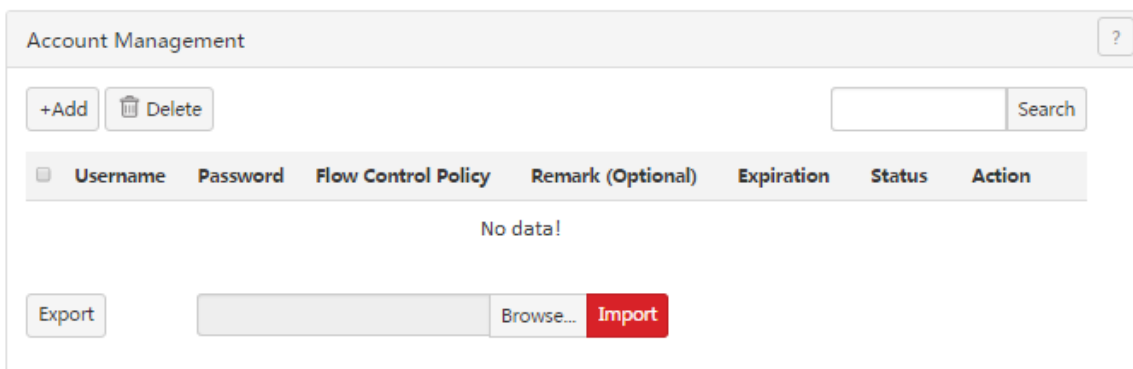 Account Management ?
+Add Delete Search
Username Password Flow Control Policy Remark (Optional) Expiration Status Action
No data!
Export Browse... Import